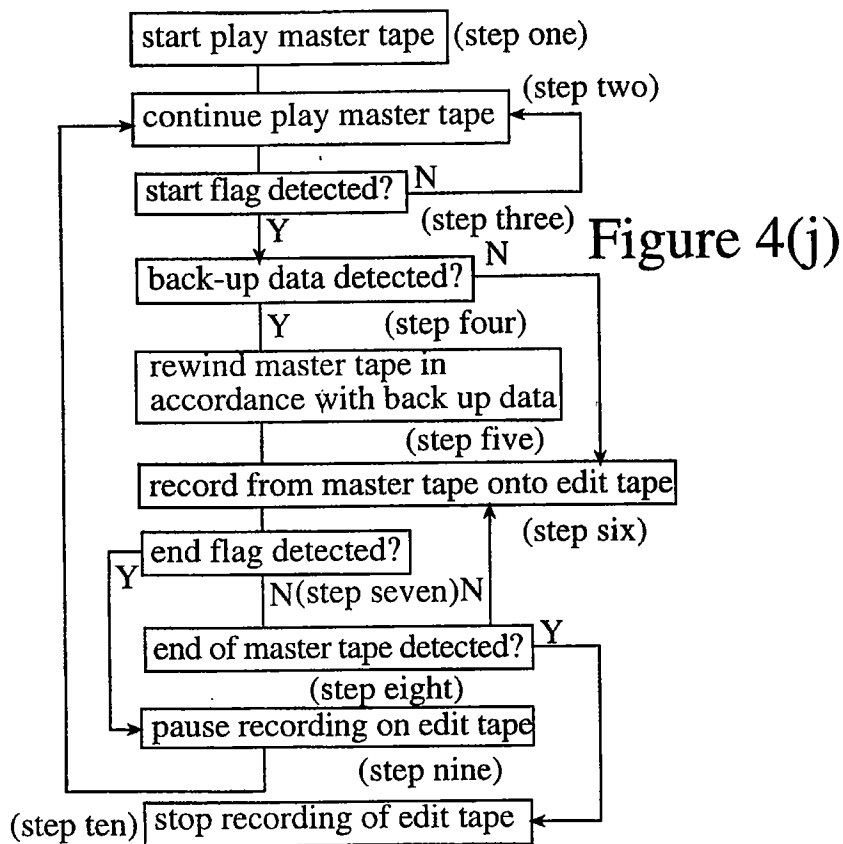 start play master tape (step one)
(step two)
continue play master tape
start flag detected? N
(step three)
Y
Figure 4(j)
N
back-up data detected?
Y (step four)
rewind master tape in
accordance with back up data
(step five)
record from master tape onto edit tape
(step six)
end flag detected?
Y
N(step seven)N
end of master tape detected? Y
(step eight)
pause recording on edit tape
(step nine)
(step ten) stop recording of edit tape